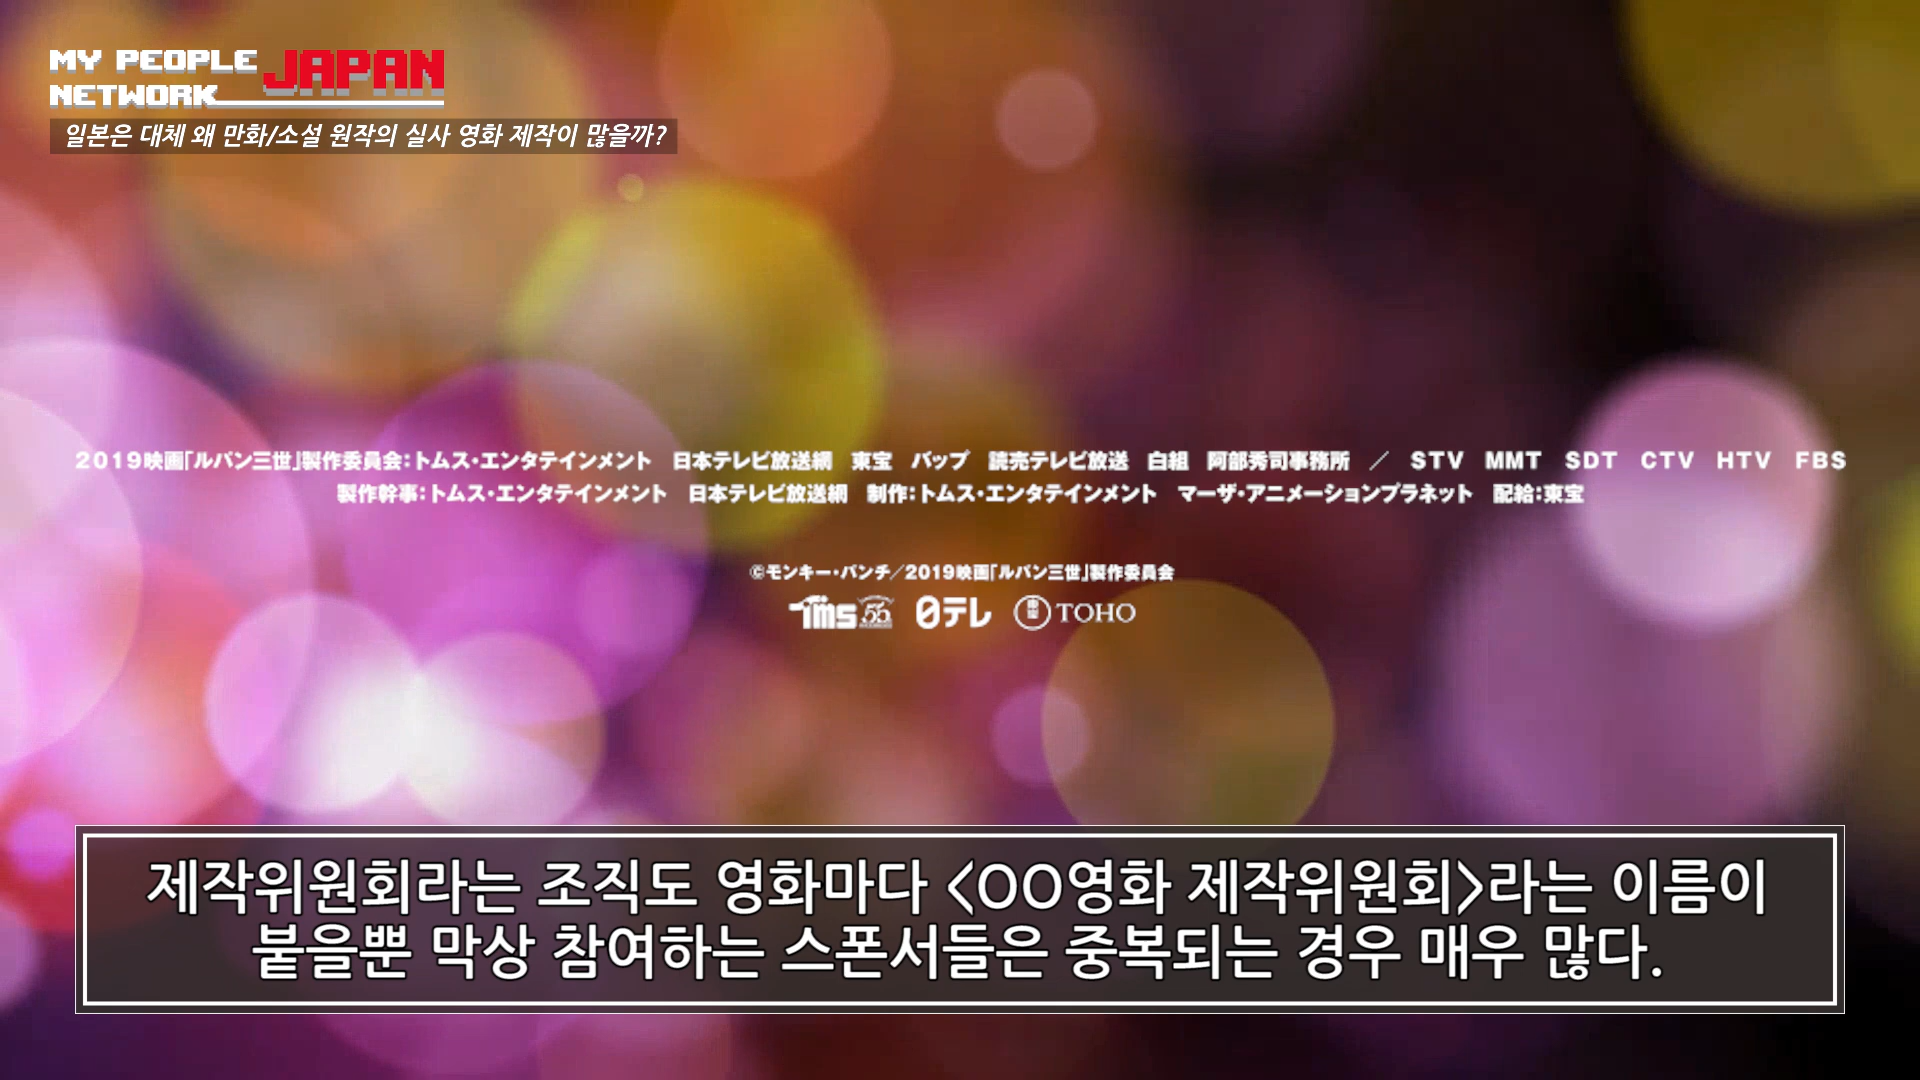 MY PEOPLE
NETWORK JAPAN
일본은 대체 왜 만화/소설 원작의 실사 영화 제작이 많을까?
2019映画「ルパン三世」製作委員会:トムス・エンタテインメント 日本テレビ放送網 東宝 バップ 読売テレビ放送 白組 阿部秀司事務所 ／ STV MMT SDT CTV HTV FBS
製作幹事:トムス・エンタテインメント 日本テレビ放送網 制作:トムス・エンタテインメント マーザ・アニメーションプラネット 配給:東宝
©モンキー・パンチ／2019映画「ルパン三世」製作委員会
tms 55 日テレ 東宝 TOHO
제작위원회라는 조직도 영화마다 <OO영화 제작위원회>라는 이름이
붙을뿐 막상 참여하는 스폰서들은 중복되는 경우 매우 많다.